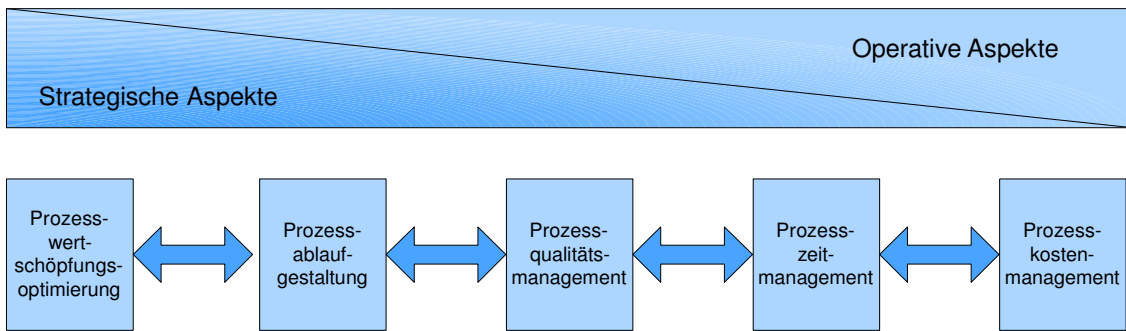 Operative Aspekte
Strategische Aspekte
Prozess-
wert-
schöpfungs-
optimierung
Prozess-
ablauf-
gestaltung
Prozess-
qualitäts-
management
Prozess-
zeit-
management
Prozess-
kosten-
management